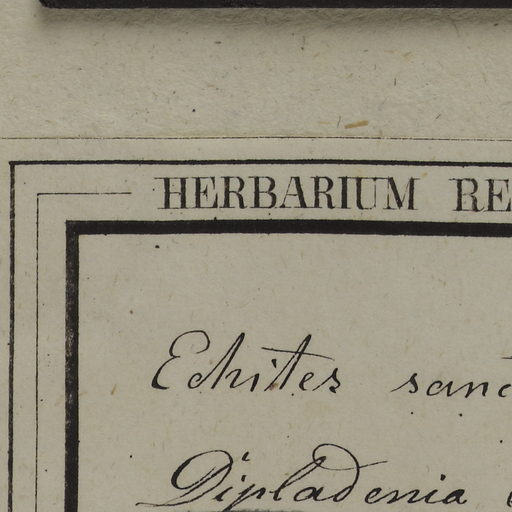 HERBARIUM RE
Echites sanc
Dipladenia